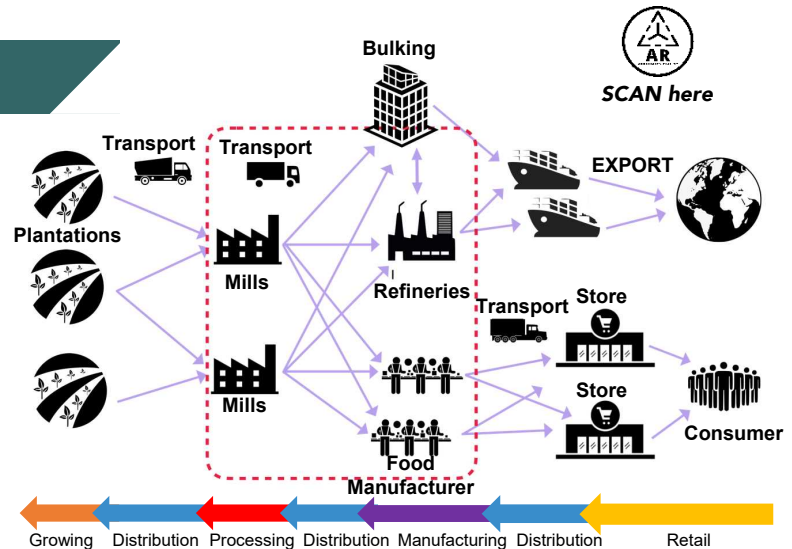 Bulking
AR
SCAN here
Transport
Transport
EXPORT
Plantations
Mills
Refineries
Transport
Store
Mills
Store
Consumer
Food
Manufacturer
Growing
Distribution
Processing
Distribution
Manufacturing
Distribution
Retail